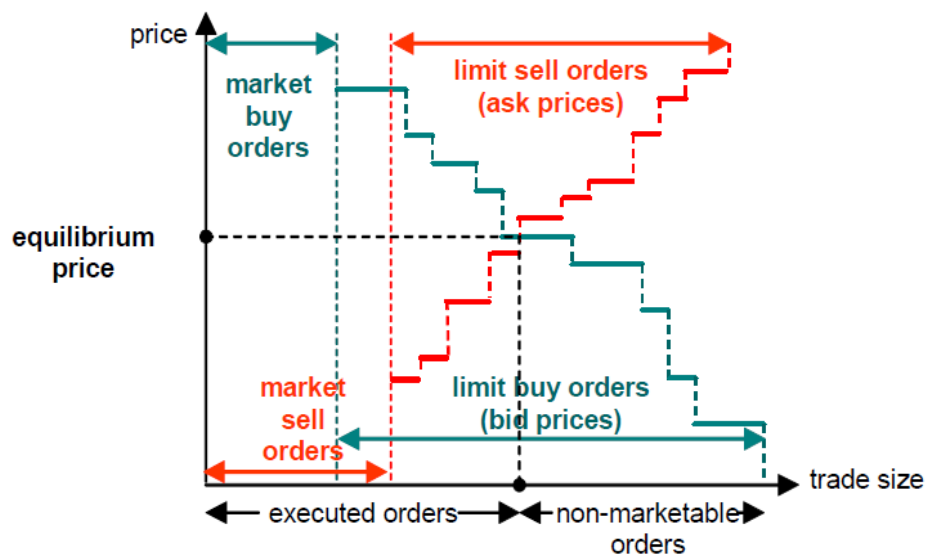 price
market
buy
orders
limit sell orders
(ask prices)
equilibrium
price
market
sell
orders
limit buy orders
(bid prices)
trade size
executed orders
non-marketable
orders